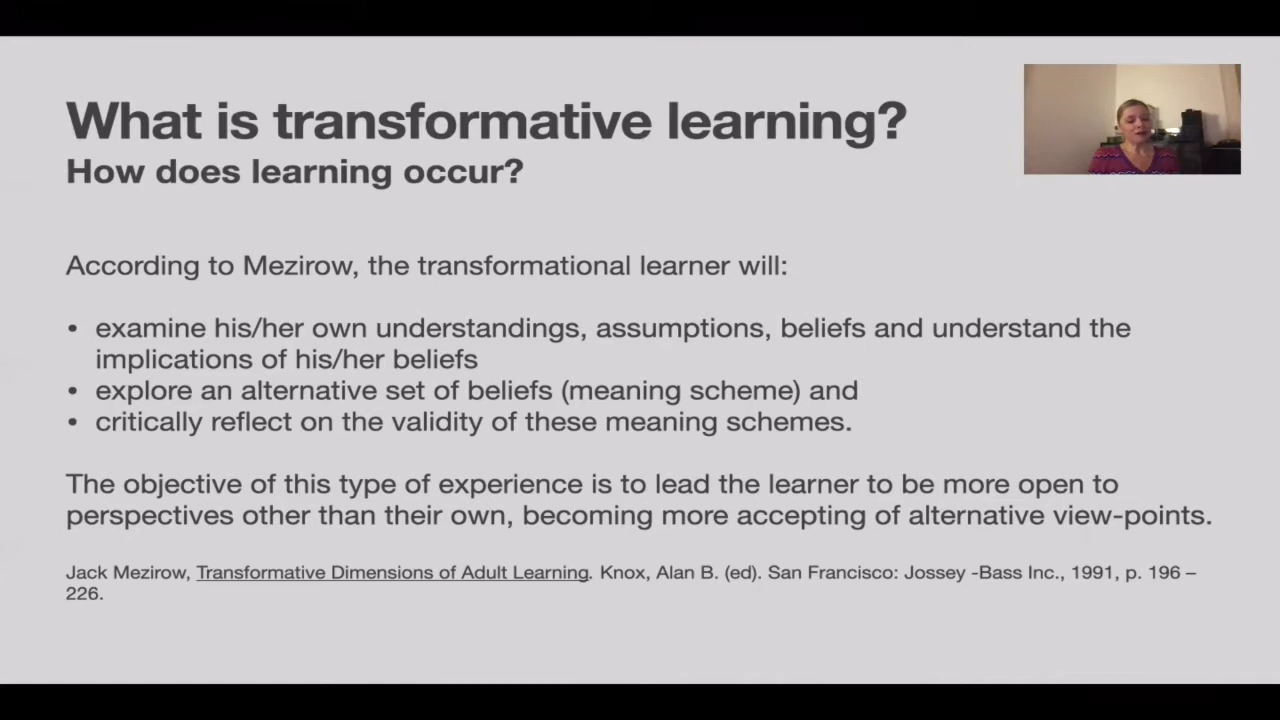 What is transformative learning?
How does learning occur?
According to Mezirow, the transformational learner will:
• examine his/her own understandings, assumptions, beliefs and understand the
implications of his/her beliefs
• explore an alternative set of beliefs (meaning scheme) and
• critically reflect on the validity of these meaning schemes.
The objective of this type of experience is to lead the learner to be more open to
perspectives other than their own, becoming more accepting of alternative view-points.
Jack Mezirow, Transformative Dimensions of Adult Learning. Knox, Alan B. (ed). San Francisco: Jossey -Bass Inc., 1991, p. 196 –
226.